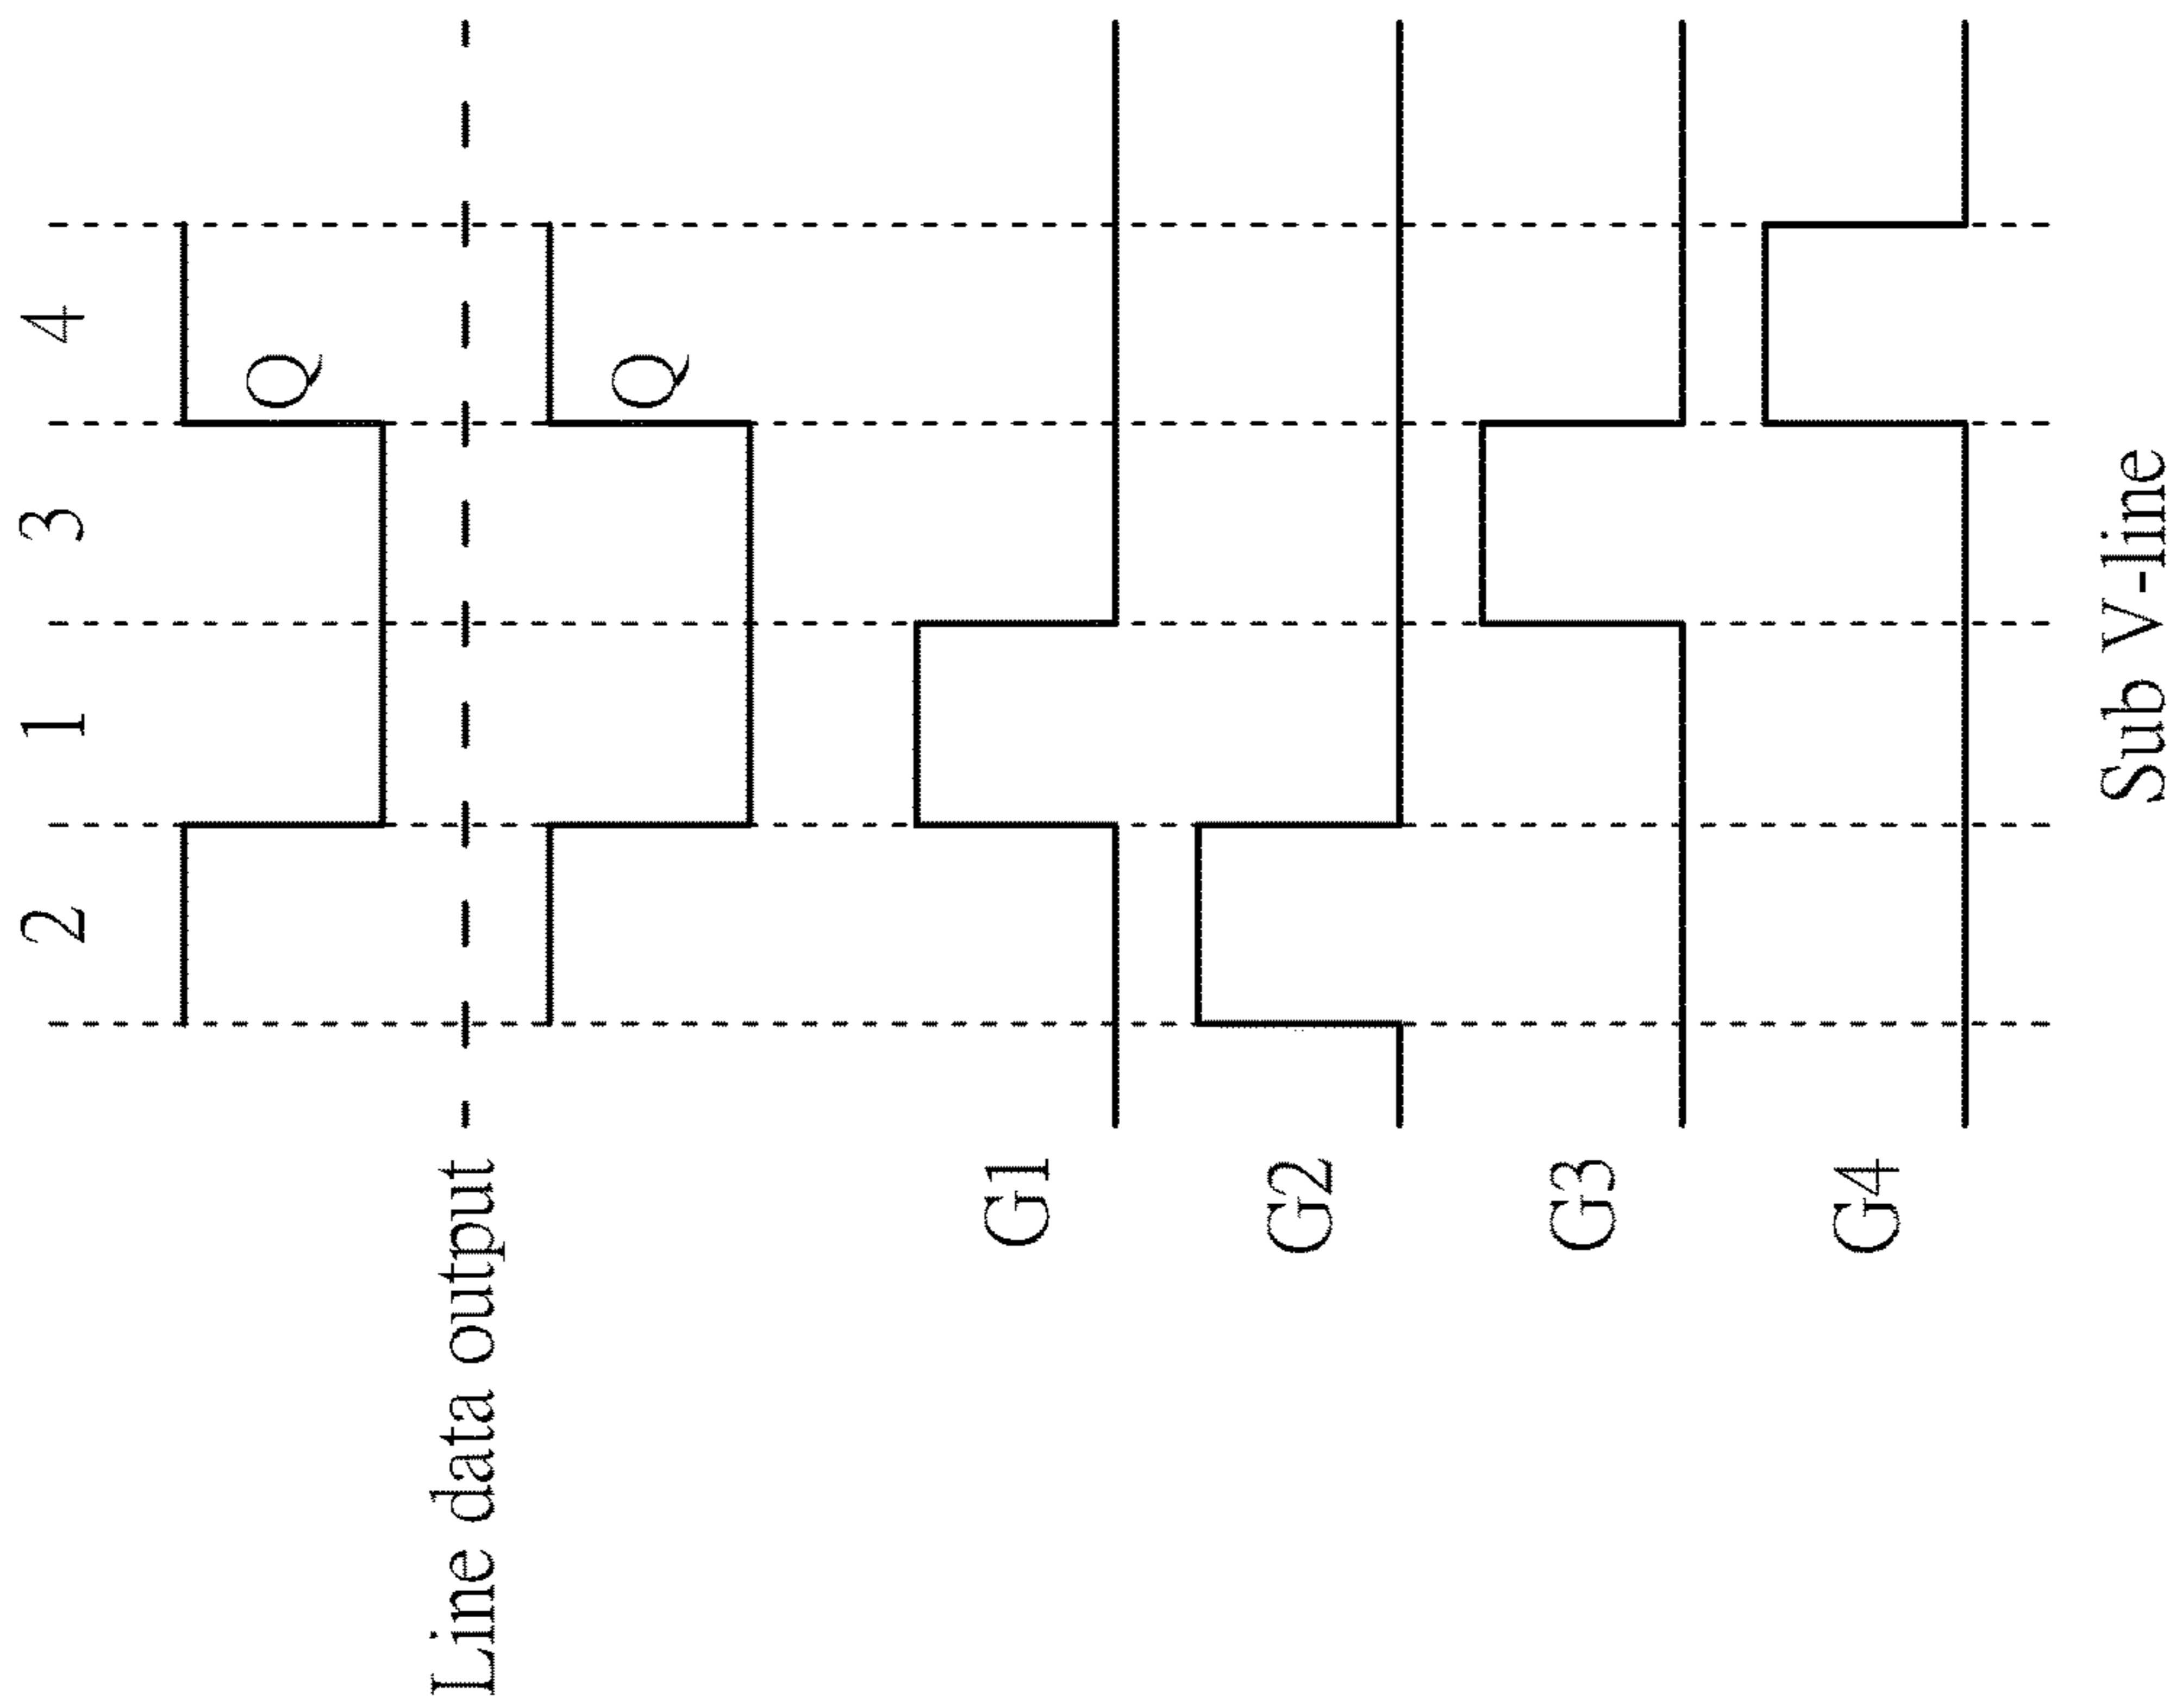 2 1 3 4
Q
Line data output
Q
G1
G2
G3
G4
Sub V-line